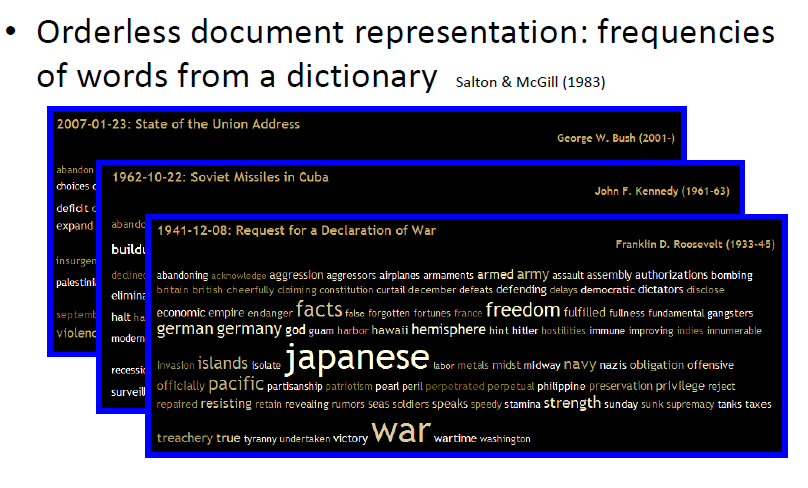 • Orderless document representation: frequencies
of words from a dictionary Salton & McGill (1983)
2007-01-23: State of the Union Address
George W. Bush (2001-)
abandon
choices
deficit
expand
insurgen
palestini
septemb
violenc
1962-10-22: Soviet Missiles in Cuba
John F. Kennedy (1961-63)
abando
buildu
declined
elimina
halt ha
modern
recessio
surveill
1941-12-08: Request for a Declaration of War
Franklin D. Roosevelt (1933-45)
abandoning acknowledge aggression aggressors airplanes armaments armed army assault assembly authorizations bombing
britain british cheerfully claiming constitution curtail december defeats defending delays democratic dictators disclose
economic empire endanger facts false forgotten fortunes france freedom fulfilled fullness fundamental gangsters
german germany god guam harbor hawaii hemisphere hint hitler hostilities immune improving indies innumerable
invasion islands isolate japanese labor metals midst midway navy nazis obligation offensive
officially pacific partisanship patriotism pearl peril perpetrated perpetual philippine preservation privilege reject
repaired resisting retain revealing rumors seas soldiers speaks speedy stamina strength sunday sunk supremacy tanks taxes
treachery true tyranny undertaken victory war wartime washington